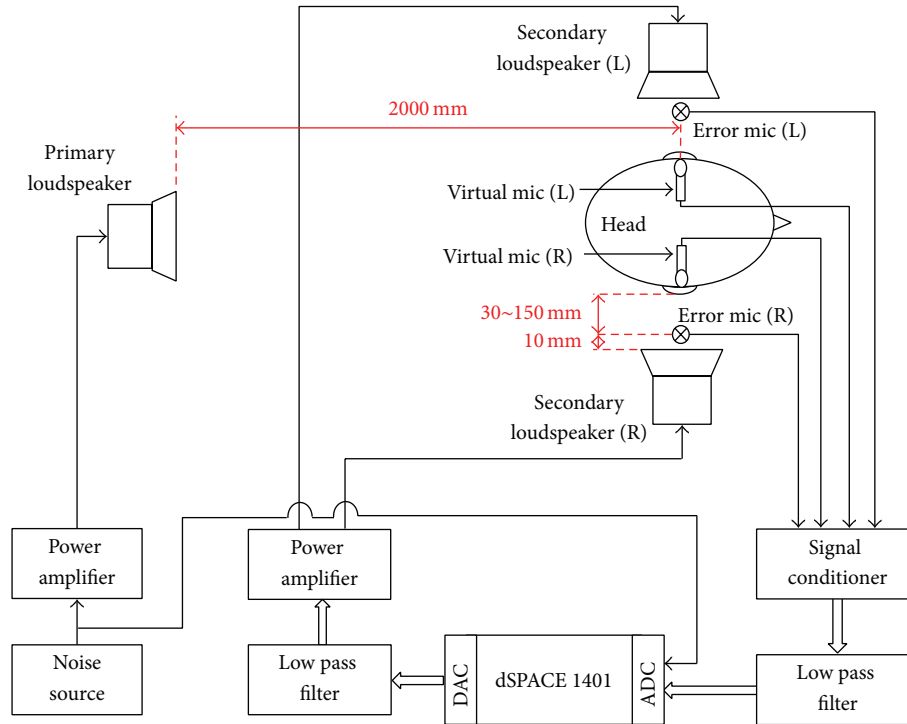 Secondary
loudspeaker (L)
2000 mm
Error mic (L)
Primary
loudspeaker
Virtual mic (L)
Head
Virtual mic (R)
30~150 mm
Error mic (R)
10 mm
Secondary
loudspeaker (R)
Power
amplifier
Power
amplifier
Signal
conditioner
Noise
source
Low pass
filter
DAC
dSPACE 1401
ADC
Low pass
filter